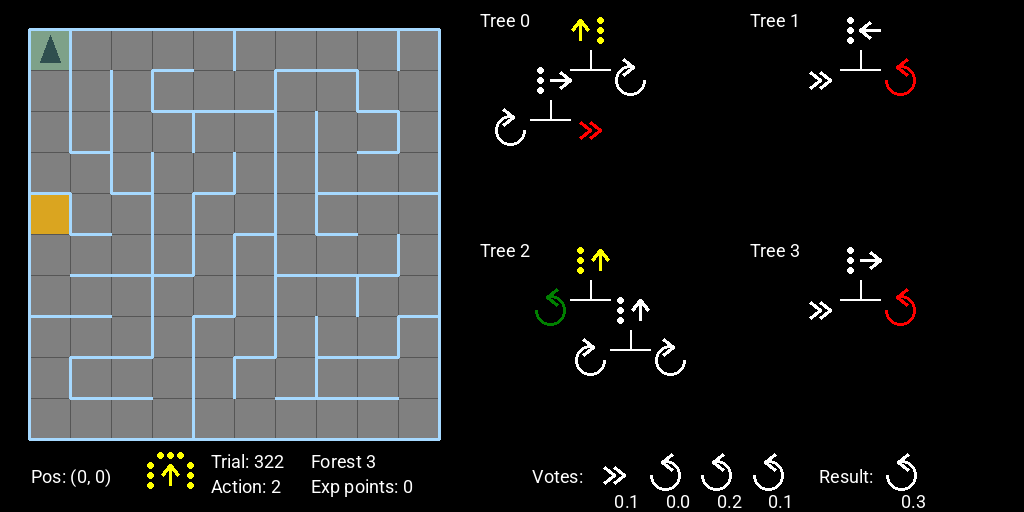 Tree 0
Tree 1
Tree 2
Tree 3
Pos: (0, 0)
Trial: 322
Forest 3
Action: 2
Exp points: 0
Votes:
0.1
0.0
0.2
0.1
Result:
0.3